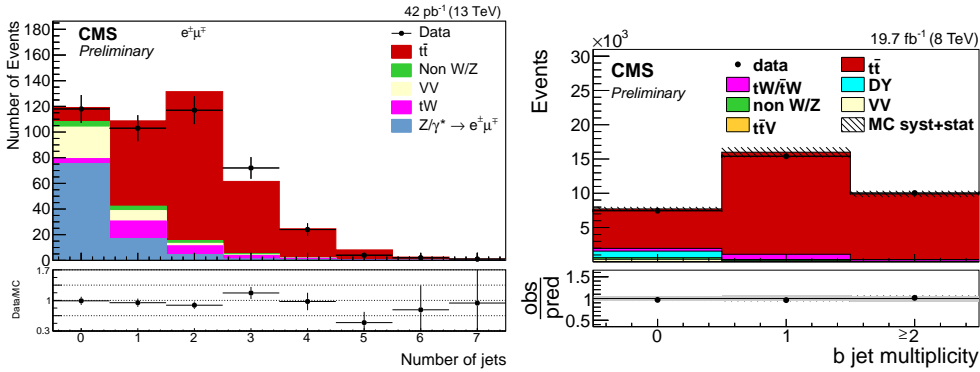 42 pb⁻¹ (13 TeV)
CMS
Preliminary
e±μ∓
Data
tt̄
Non W/Z
VV
tW
Z/γ* → e±μ∓
Number of Events
180
160
140
120
100
80
60
40
20
0
Data/MC
1.7
1
0.3
0 1 2 3 4 5 6 7
Number of jets
×10³
19.7 fb⁻¹ (8 TeV)
CMS
Preliminary
data
tt̄
tW/t̄W
DY
non W/Z
VV
tt̄V
MC syst+stat
Events
30
25
20
15
10
5
obs
pred
1.5
1
0.5
0 1 ≥2
b jet multiplicity